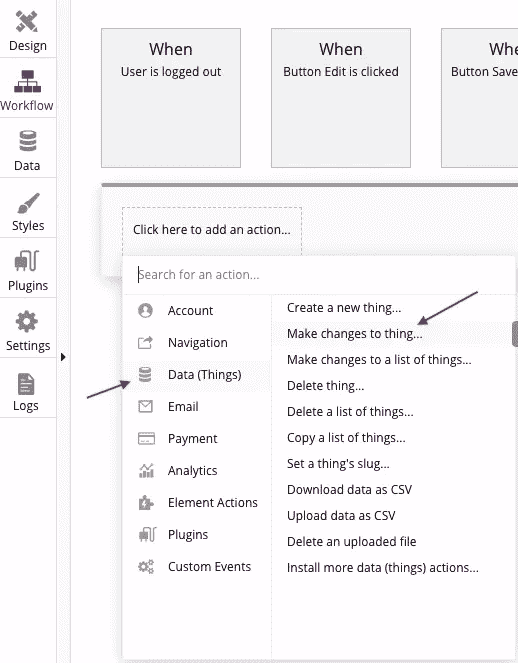 Design
Workflow
Data
Styles
Plugins
Settings
Logs
When
User is logged out
When
Button Edit is clicked
Whe
Button Save
Click here to add an action...
Search for an action...
Account
Navigation
Data (Things)
Email
Payment
Analytics
Element Actions
Plugins
Custom Events
Create a new thing...
Make changes to thing...
Make changes to a list of things...
Delete thing...
Delete a list of things...
Copy a list of things...
Set a thing's slug...
Download data as CSV
Upload data as CSV
Delete an uploaded file
Install more data (things) actions...